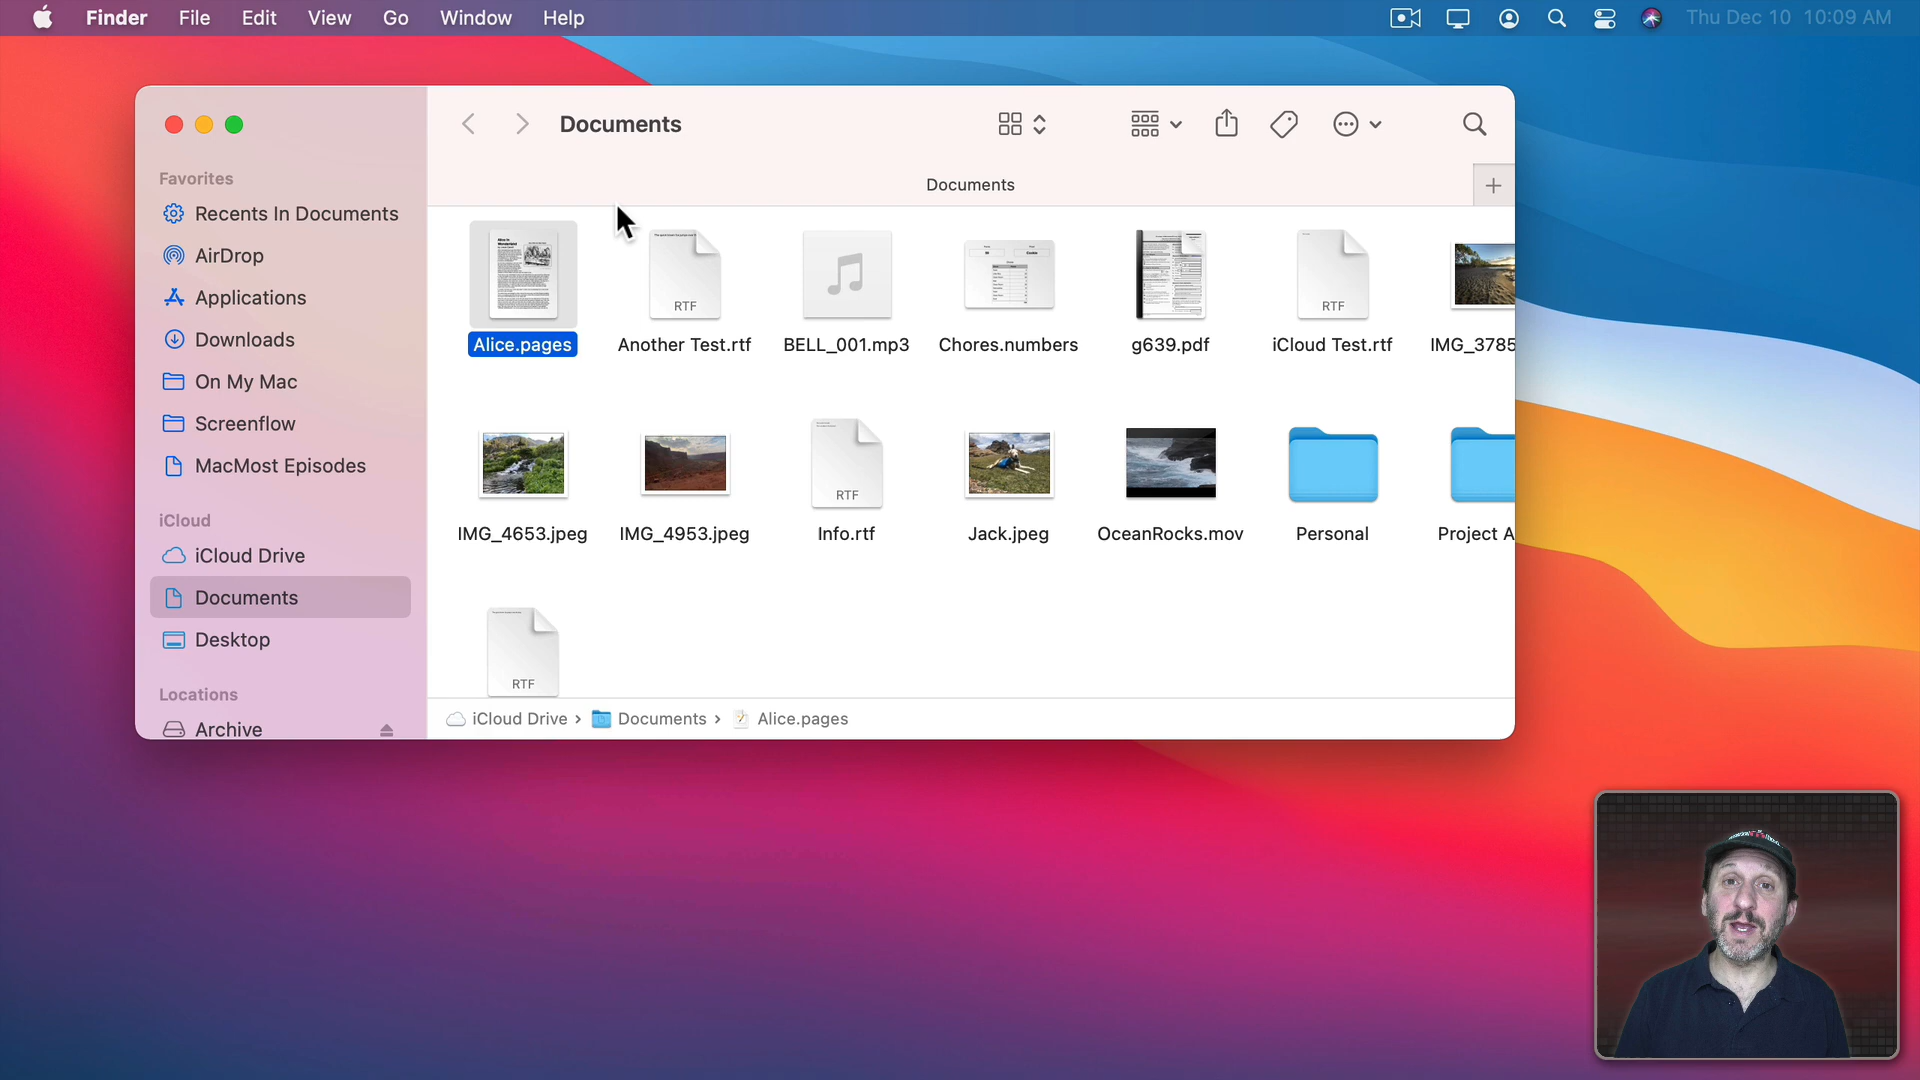 Finder File Edit View Go Window Help Thu Dec 10 10:09 AM
Documents
Favorites
Recents In Documents
AirDrop
Applications
Downloads
On My Mac
Screenflow
MacMost Episodes
iCloud
iCloud Drive
Documents
Desktop
Locations
Archive
Documents
RTF
RTF
Alice.pages Another Test.rtf BELL_001.mp3 Chores.numbers g639.pdf iCloud Test.rtf IMG_3785
RTF
IMG_4653.jpeg IMG_4953.jpeg Info.rtf Jack.jpeg OceanRocks.mov Personal Project A
RTF
iCloud Drive › Documents › Alice.pages